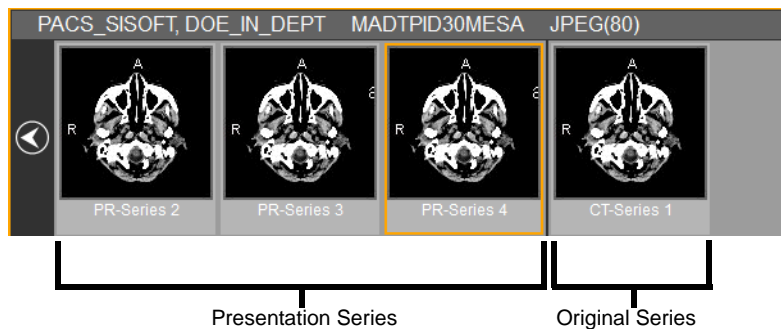 PACS_SISOFT, DOE_IN_DEPT MADTPID30MESA JPEG(80)
A A A A
R R a R a R
PR-Series 2 PR-Series 3 PR-Series 4 CT-Series 1
Presentation Series Original Series